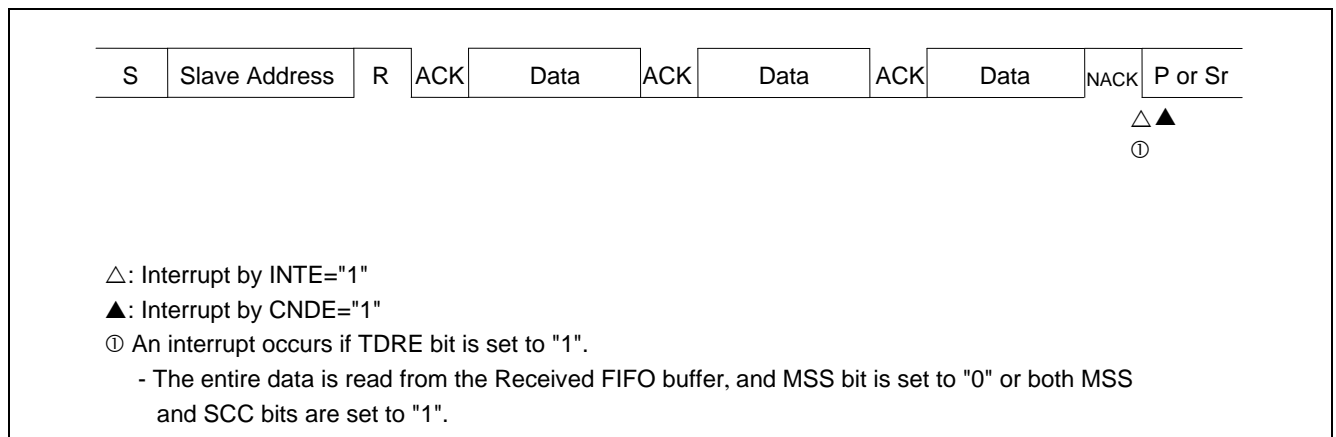 S Slave Address R ACK Data ACK Data ACK Data NACK P or Sr
△▲
①
△: Interrupt by INTE="1"
▲: Interrupt by CNDE="1"
① An interrupt occurs if TDRE bit is set to "1".
- The entire data is read from the Received FIFO buffer, and MSS bit is set to "0" or both MSS
and SCC bits are set to "1".